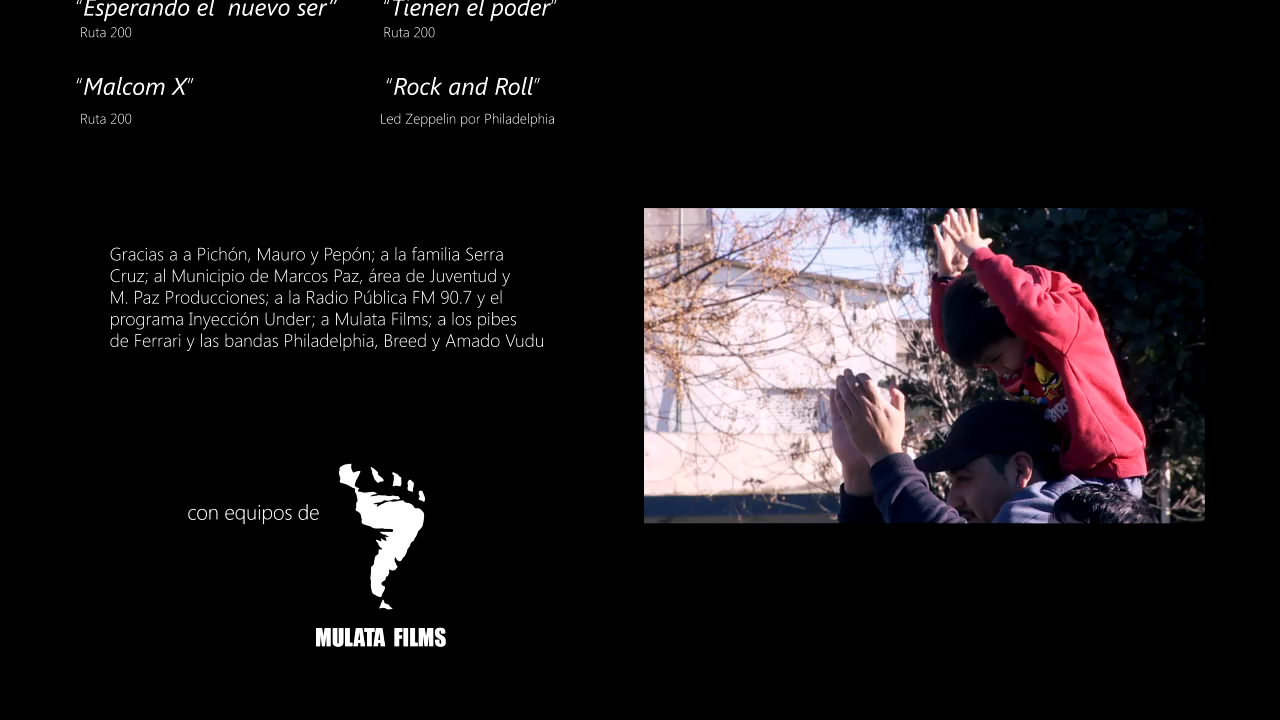 "Esperando el nuevo ser" "Tienen el poder"
Ruta 200 Ruta 200
"Malcom X" "Rock and Roll"
Ruta 200 Led Zeppelin por Philadelphia
Gracias a a Pichón, Mauro y Pepón; a la familia Serra
Cruz; al Municipio de Marcos Paz, área de Juventud y
M. Paz Producciones; a la Radio Pública FM 90.7 y el
programa Inyección Under; a Mulata Films; a los pibes
de Ferrari y las bandas Philadelphia, Breed y Amado Vudu
con equipos de
MULATA FILMS